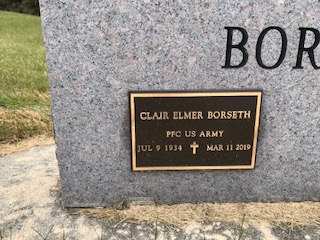 BOR
CLAIR ELMER BORSETH
PFC US ARMY
JUL 9 1934 ✝ MAR 11 2019